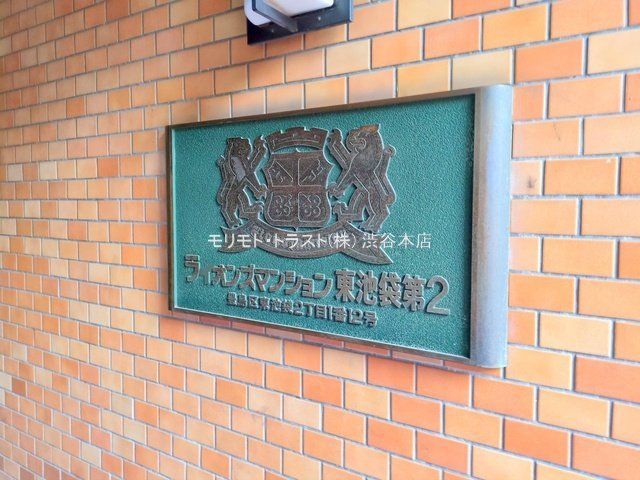 モリモト・トラスト(株) 渋谷本店
ライオンズマンション東池袋第2
豊島区東池袋2丁目1番12号